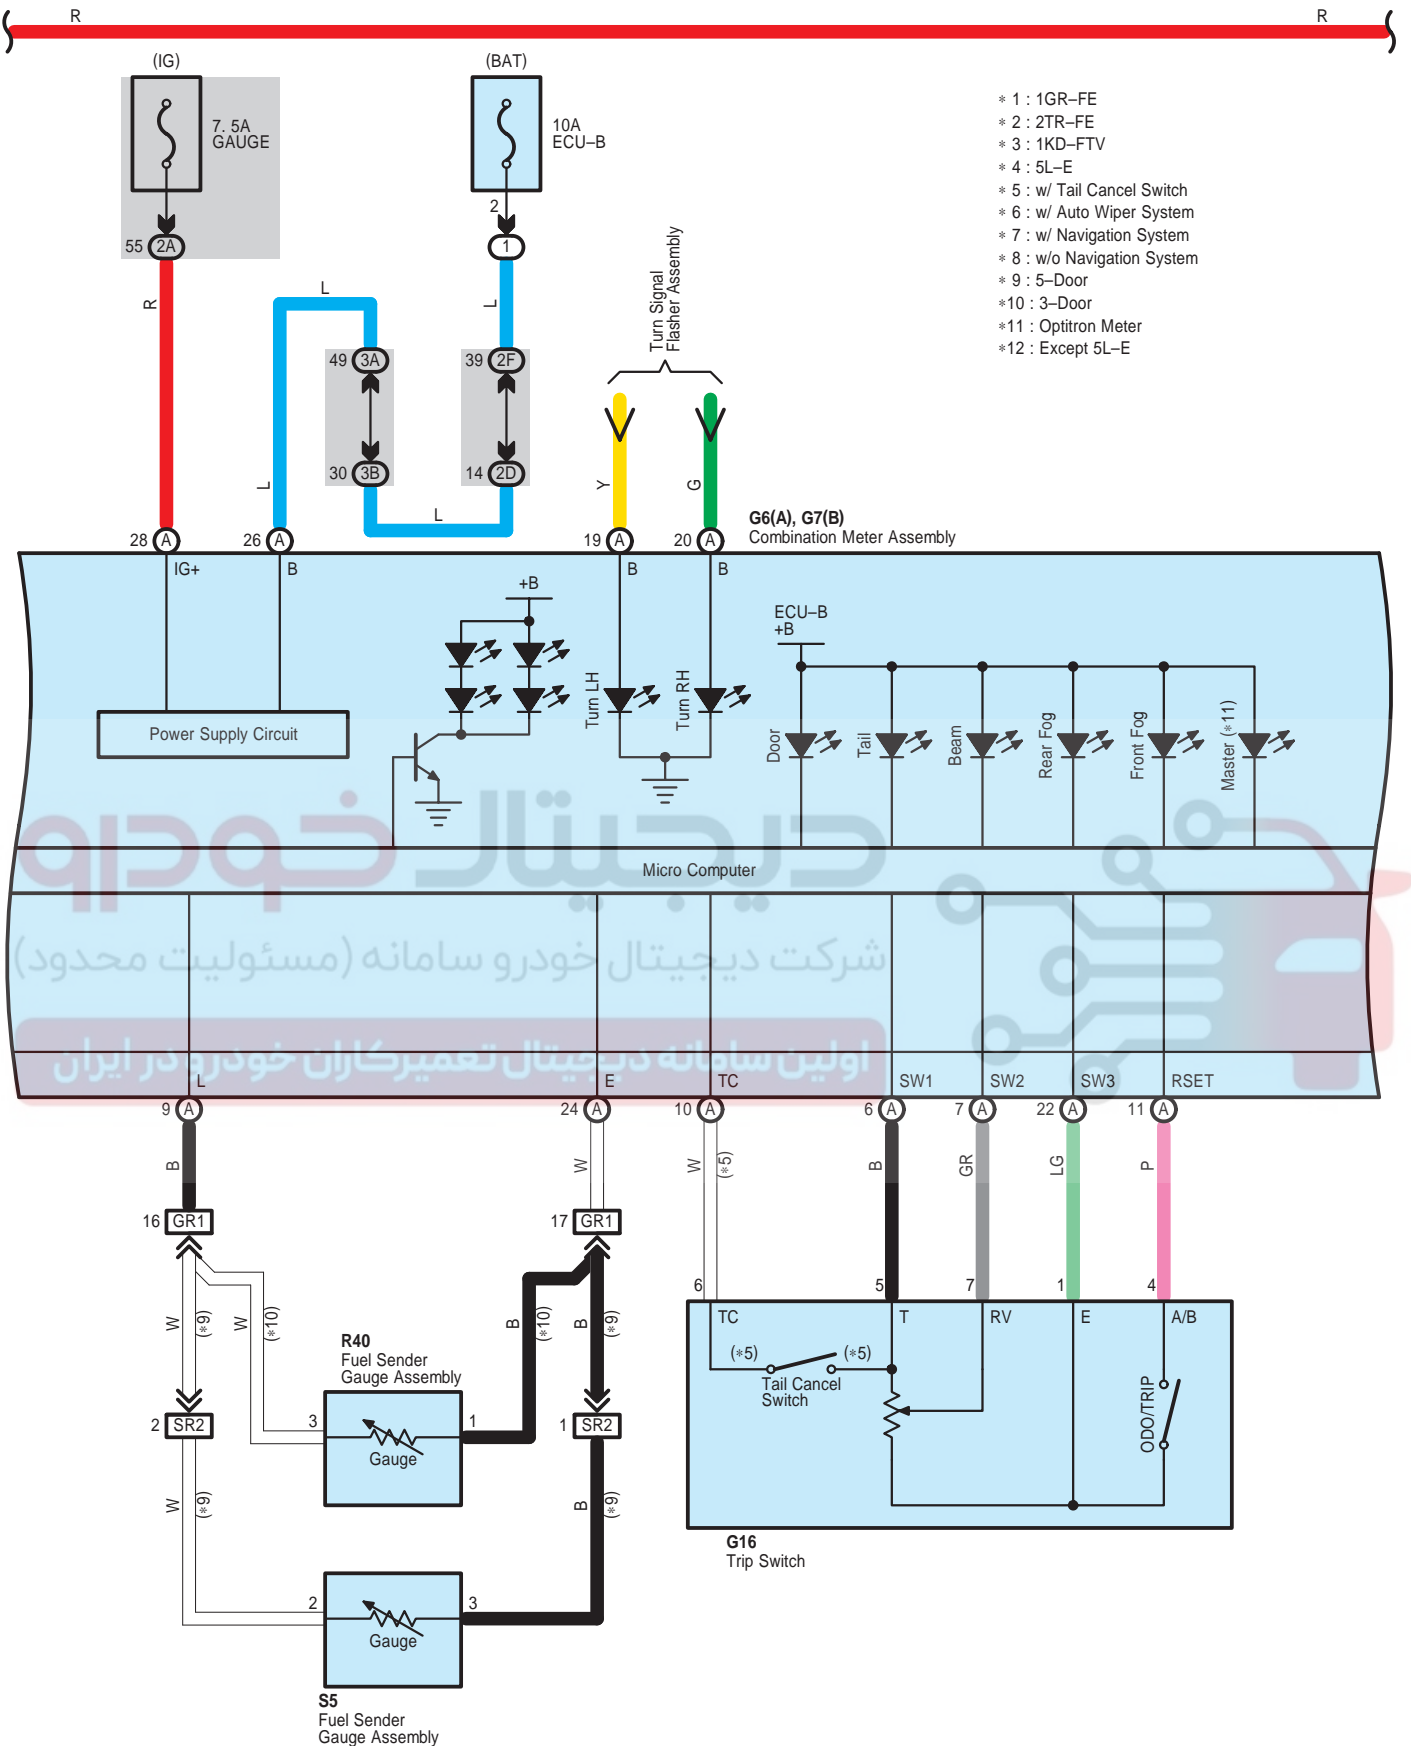 R
R
(IG)
7. 5A
GAUGE
55
2A
R
(BAT)
10A
ECU–B
2
1
L
L
L
L
49
3A
30
3B
39
2F
14
2D
Turn Signal
Flasher Assembly
Y
G
* 1 : 1GR–FE
* 2 : 2TR–FE
* 3 : 1KD–FTV
* 4 : 5L–E
* 5 : w/ Tail Cancel Switch
* 6 : w/ Auto Wiper System
* 7 : w/ Navigation System
* 8 : w/o Navigation System
* 9 : 5–Door
*10 : 3–Door
*11 : Optitron Meter
*12 : Except 5L–E
G6(A), G7(B)
Combination Meter Assembly
28 A
26 A
19 A
20 A
IG+
B
B
B
+B
ECU–B
+B
Power Supply Circuit
Turn LH
Turn RH
Door
Tail
Beam
Rear Fog
Front Fog
Master (*11)
دیجیتال خودرو
Micro Computer
شرکت دیجیتال خودرو سامانه (مسئولیت محدود)
اولین سامانه دیجیتال تعمیرکاران خودرو در ایران
L
E
TC
SW1
SW2
SW3
RSET
9 A
24 A
10 A
6 A
7 A
22 A
11 A
B
W
W
(*5)
B
GR
LG
P
16 GR1
17 GR1
W
(*9)
W
(*10)
B
(*10)
B
(*9)
R40
Fuel Sender
Gauge Assembly
3
1
Gauge
2 SR2
1 SR2
W
(*9)
B
(*9)
2
3
Gauge
S5
Fuel Sender
Gauge Assembly
6
5
7
1
4
TC
T
RV
E
A/B
(*5)
(*5)
Tail Cancel
Switch
ODO/TRIP
G16
Trip Switch